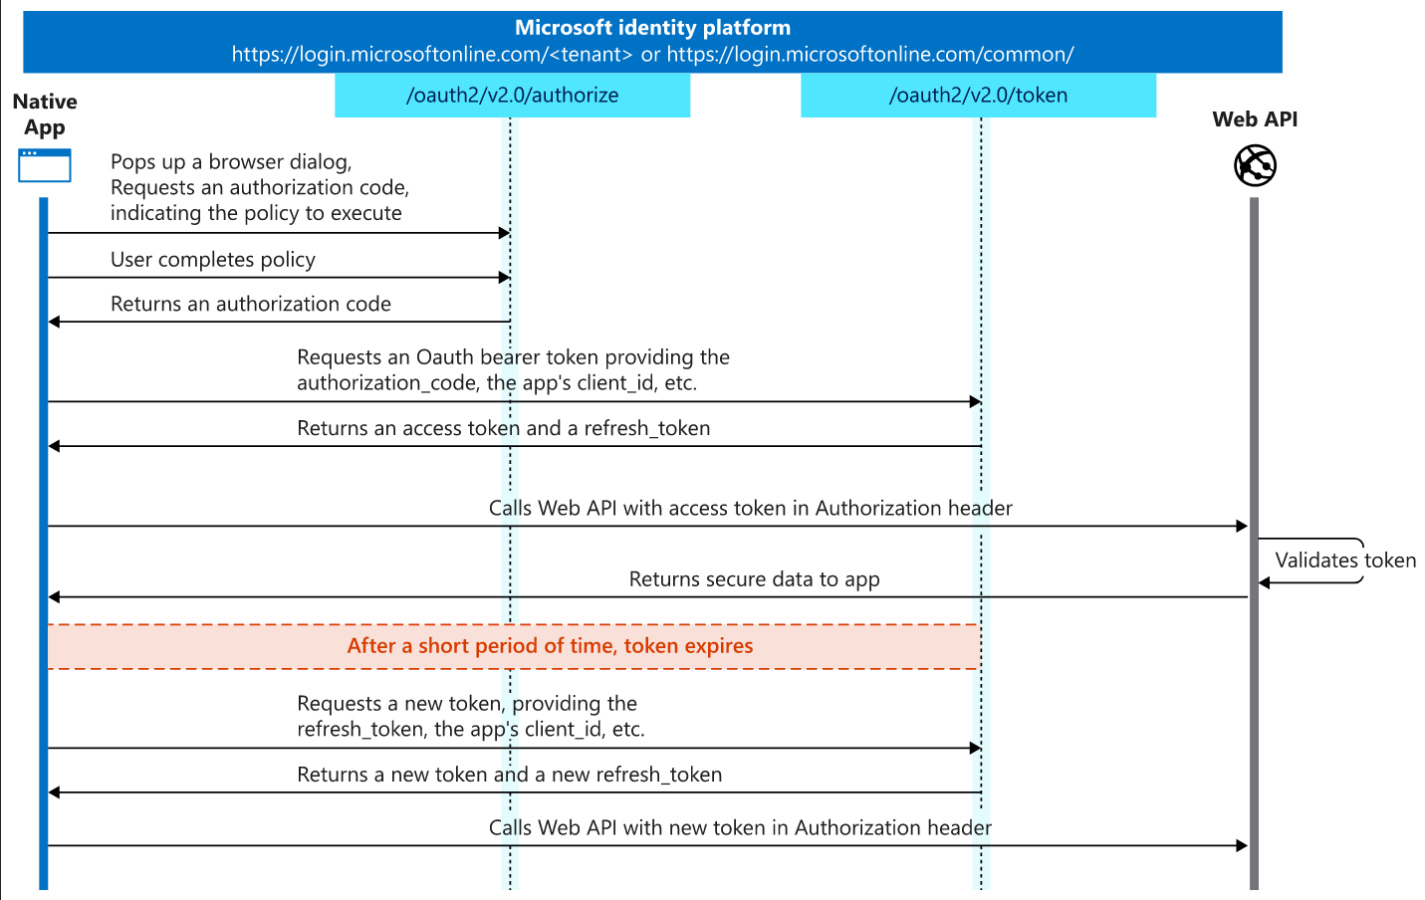 Microsoft identity platform
https://login.microsoftonline.com/<tenant> or https://login.microsoftonline.com/common/
/oauth2/v2.0/authorize
/oauth2/v2.0/token
Native
App
Web API
Pops up a browser dialog,
Requests an authorization code,
indicating the policy to execute
User completes policy
Returns an authorization code
Requests an Oauth bearer token providing the
authorization_code, the app's client_id, etc.
Returns an access token and a refresh_token
Calls Web API with access token in Authorization header
Validates token
Returns secure data to app
After a short period of time, token expires
Requests a new token, providing the
refresh_token, the app's client_id, etc.
Returns a new token and a new refresh_token
Calls Web API with new token in Authorization header